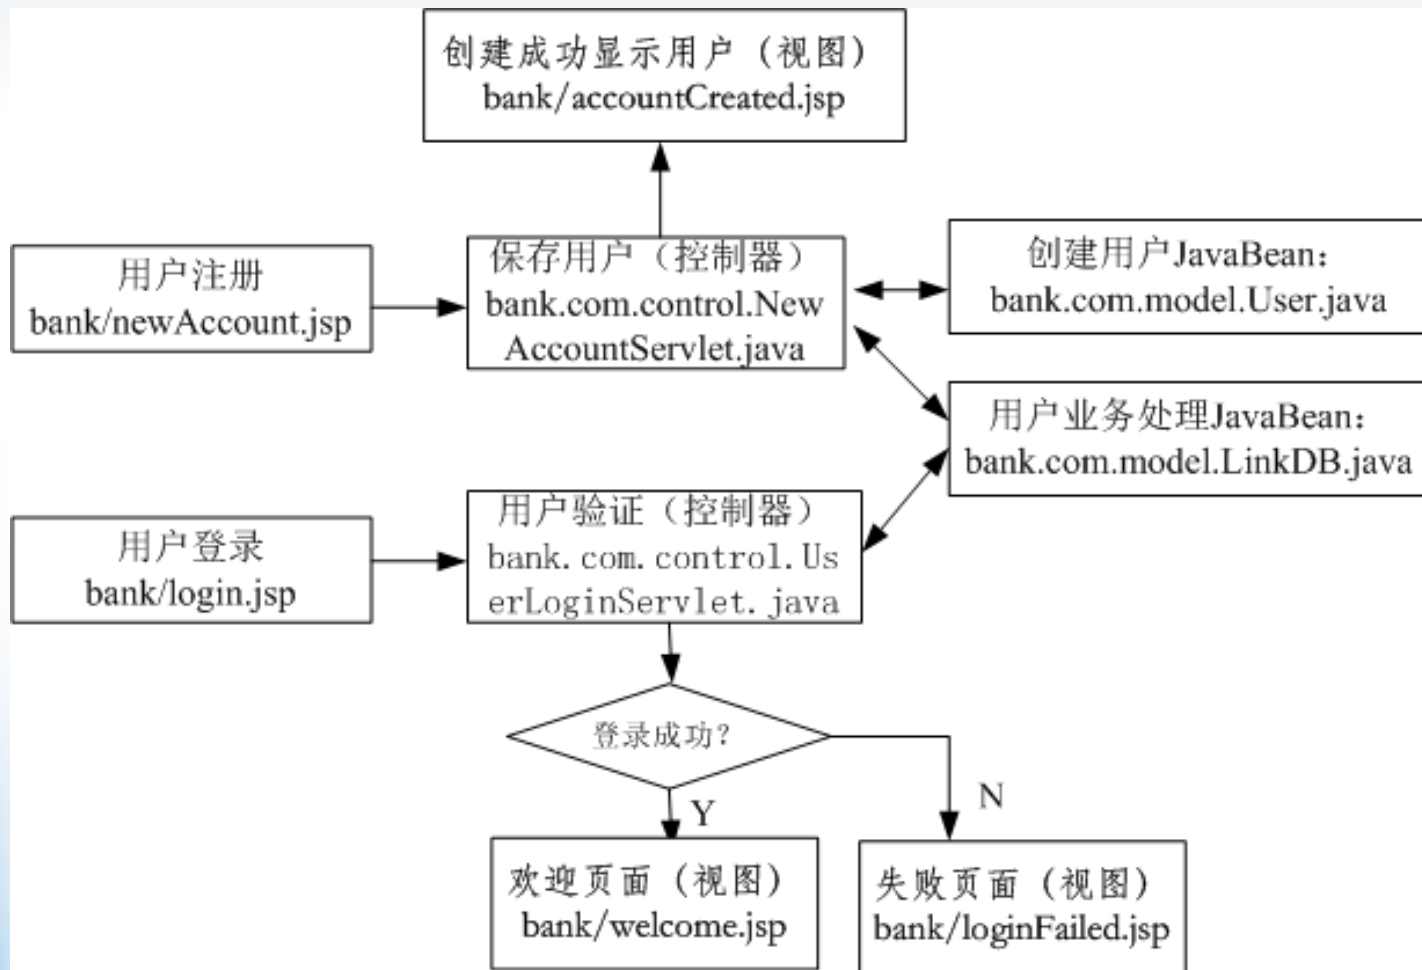 创建成功显示用户（视图）
bank/accountCreated.jsp
用户注册
bank/newAccount.jsp
保存用户（控制器）
bank.com.control.New
AccountServlet.java
创建用户JavaBean：
bank.com.model.User.java
用户业务处理JavaBean：
bank.com.model.LinkDB.java
用户登录
bank/login.jsp
用户验证（控制器）
bank.com.control.Us
erLoginServlet.java
登录成功？
Y
N
欢迎页面（视图）
bank/welcome.jsp
失败页面（视图）
bank/loginFailed.jsp